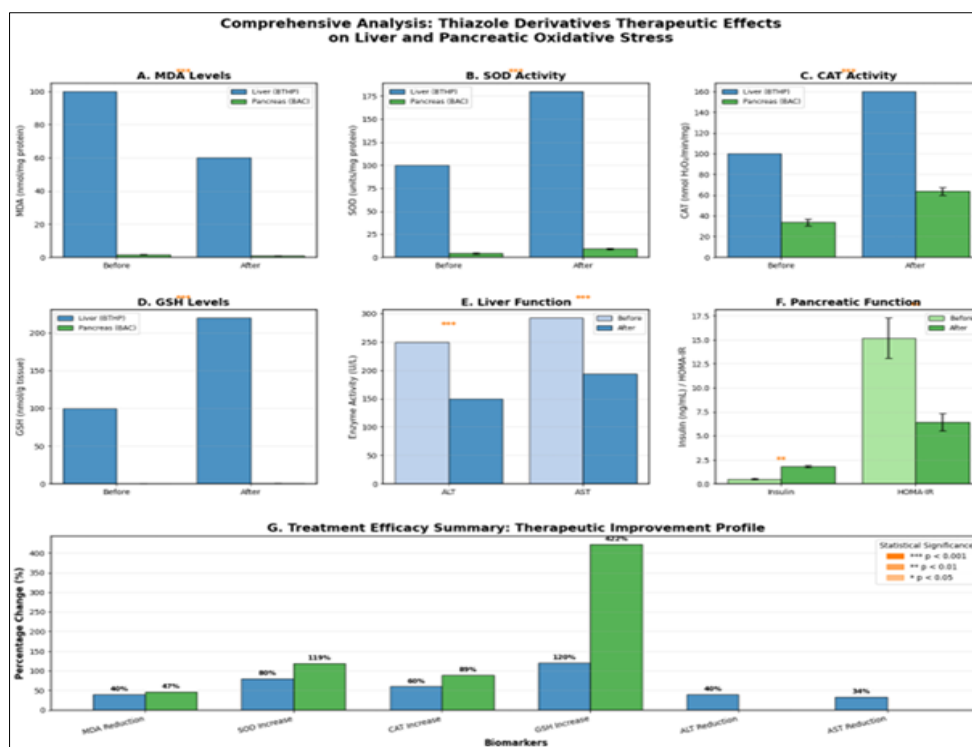 Comprehensive Analysis: Thiazole Derivatives Therapeutic Effects
on Liver and Pancreatic Oxidative Stress
***
A. MDA Levels
Liver (BTHP)
Pancreas (BAC)
MDA (nmol/mg protein)
100
80
60
40
20
0
Before
After
***
B. SOD Activity
Liver (BTHP)
Pancreas (BAC)
SOD (units/mg protein)
175
150
125
100
75
50
25
0
Before
After
***
C. CAT Activity
Liver (BTHP)
Pancreas (BAC)
CAT (nmol H₂O₂/min/mg)
160
140
120
100
80
60
40
20
0
Before
After
***
D. GSH Levels
Liver (BTHP)
Pancreas (BAC)
GSH (nmol/g tissue)
200
150
100
50
0
Before
After
***
E. Liver Function
Before
After
***
Enzyme Activity (U/L)
300
250
200
150
100
50
0
ALT
AST
F. Pancreatic Function
Before
After
**
Insulin (ng/mL) / HOMA-IR
17.5
15.0
12.5
10.0
7.5
5.0
2.5
0.0
Insulin
HOMA-IR
G. Treatment Efficacy Summary: Therapeutic Improvement Profile
Statistical Significance
*** p < 0.001
** p < 0.01
* p < 0.05
Percentage Change (%)
400
350
300
250
200
150
100
50
0
40%
47%
80%
119%
60%
89%
120%
422%
40%
34%
MDA Reduction
SOD Increase
CAT Increase
GSH Increase
ALT Reduction
AST Reduction
Biomarkers